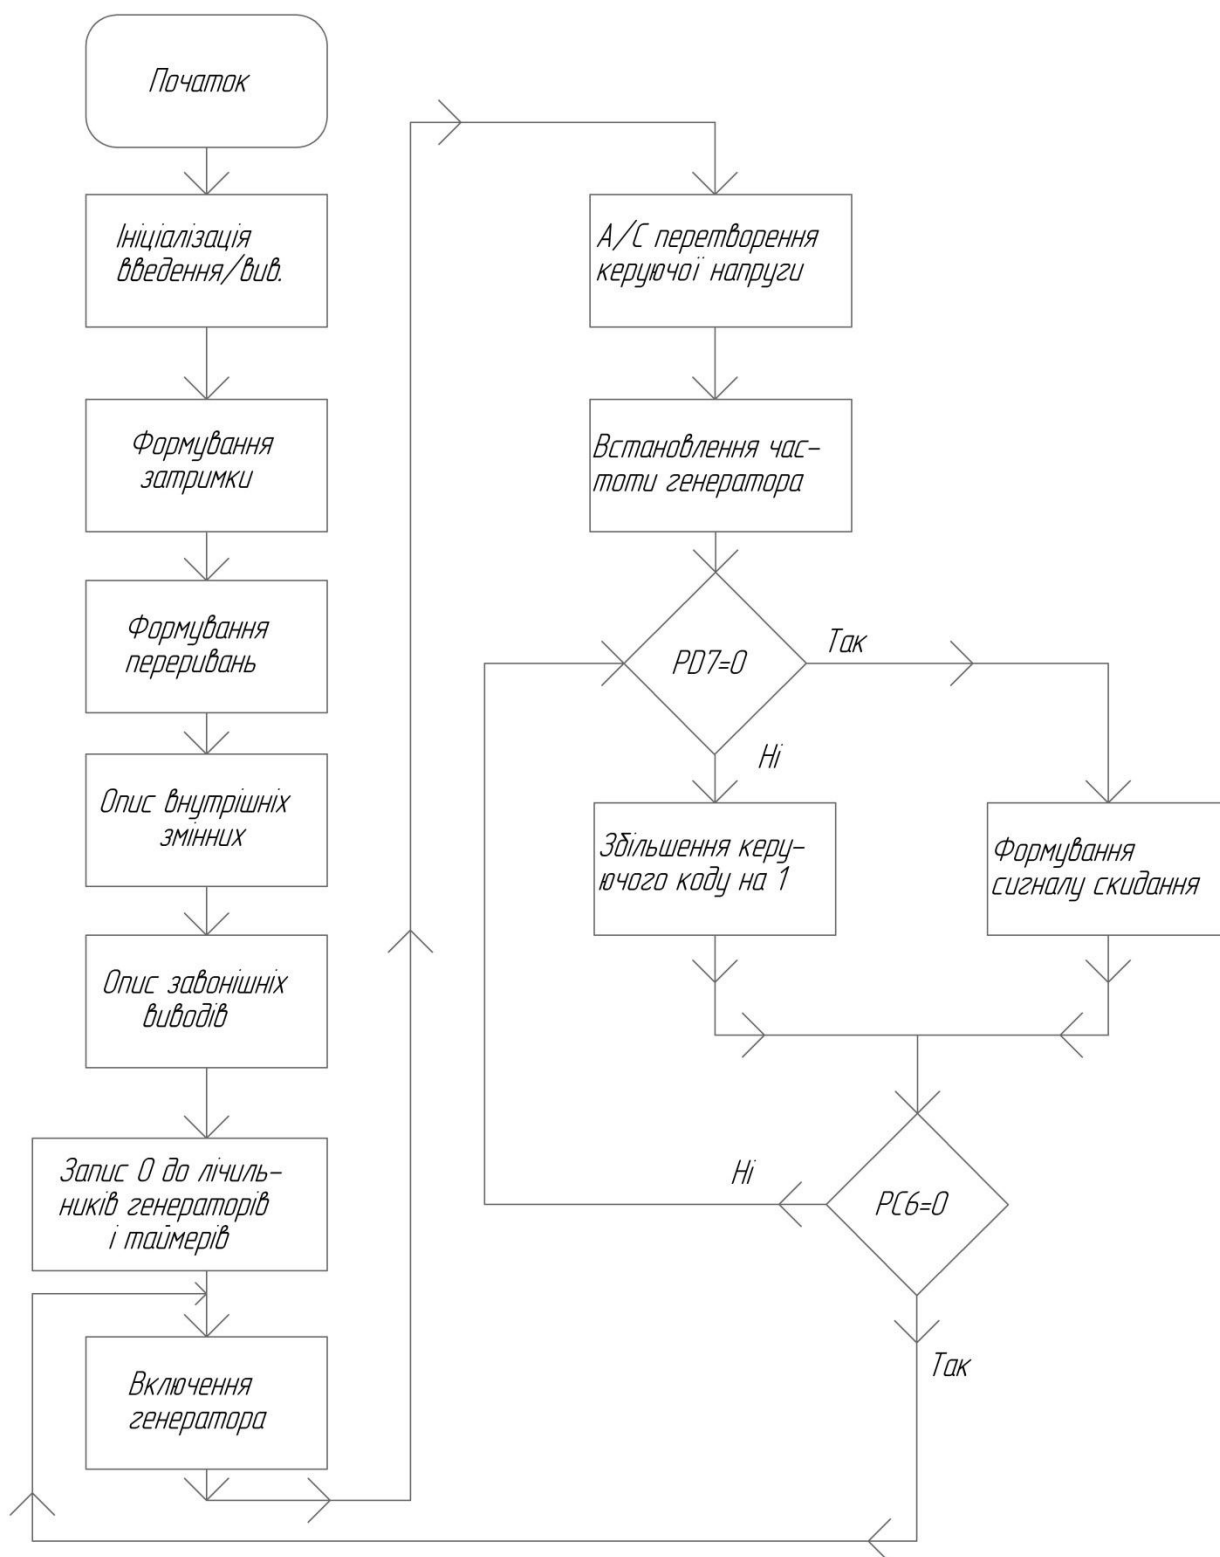 Початок
Ініціалізація
введення/вив.
Формування
затримки
Формування
переривань
Опис внутрішніх
змінних
Опис завонішніх
виводів
Запис 0 до лічиль-
ників генераторів
і таймерів
Включення
генератора
А/С перетворення
керуючої напруги
Встановлення час-
тоти генератора
PD7=0
Так
Ні
Збільшення керу-
ючого коду на 1
Формування
сигналу скидання
Ні
PC6=0
Так